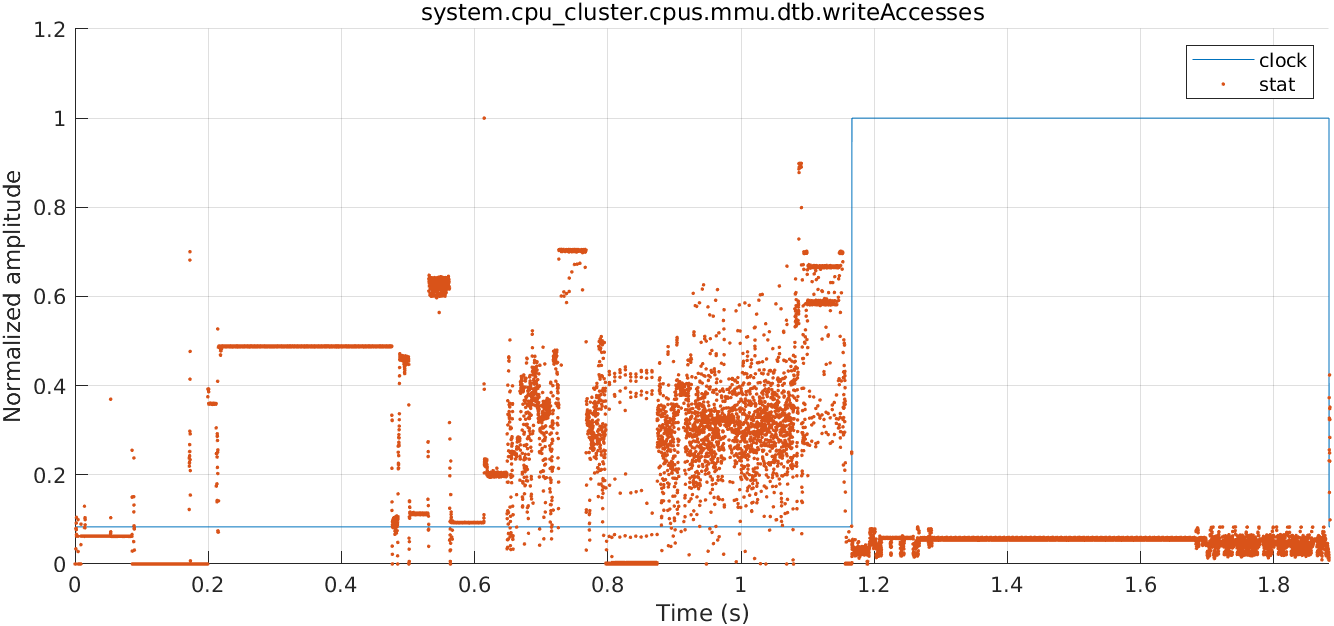 system.cpu_cluster.cpus.mmu.dtb.writeAccesses
1.2
1
0.8
0.6
0.4
0.2
0
Normalized amplitude
clock
stat
0 0.2 0.4 0.6 0.8 1 1.2 1.4 1.6 1.8
Time (s)